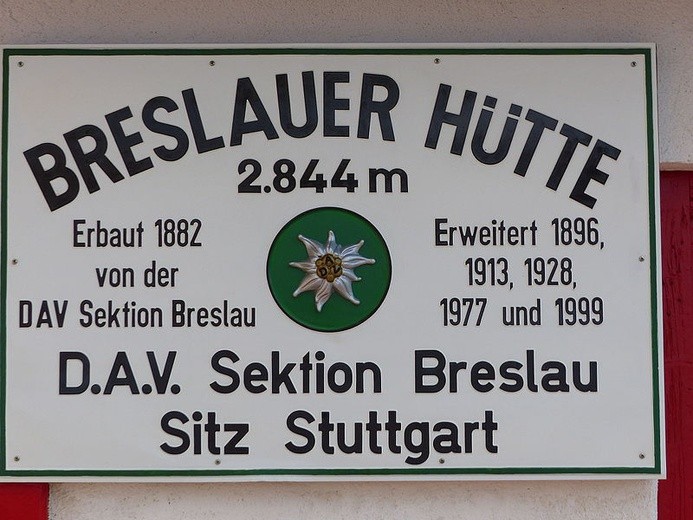 BRESLAUER HÜTTE
2.844 m
Erbaut 1882
von der
DAV Sektion Breslau
Erweitert 1896,
1913, 1928,
1977 und 1999
D.A.V. Sektion Breslau
Sitz Stuttgart